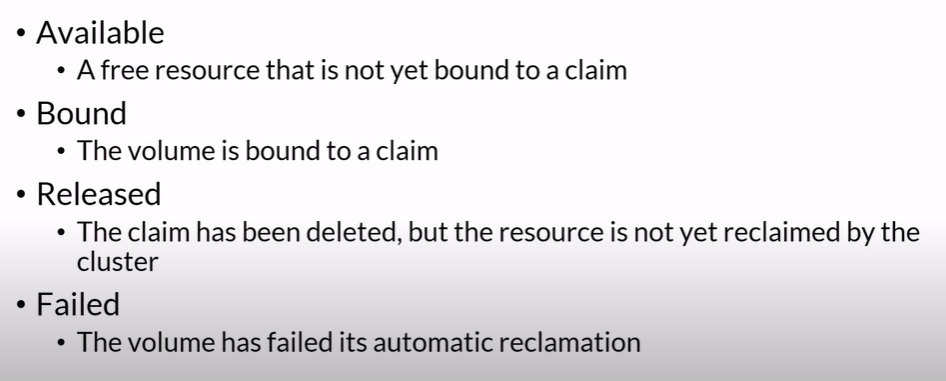 • Available
• A free resource that is not yet bound to a claim
• Bound
• The volume is bound to a claim
• Released
• The claim has been deleted, but the resource is not yet reclaimed by the
cluster
• Failed
• The volume has failed its automatic reclamation